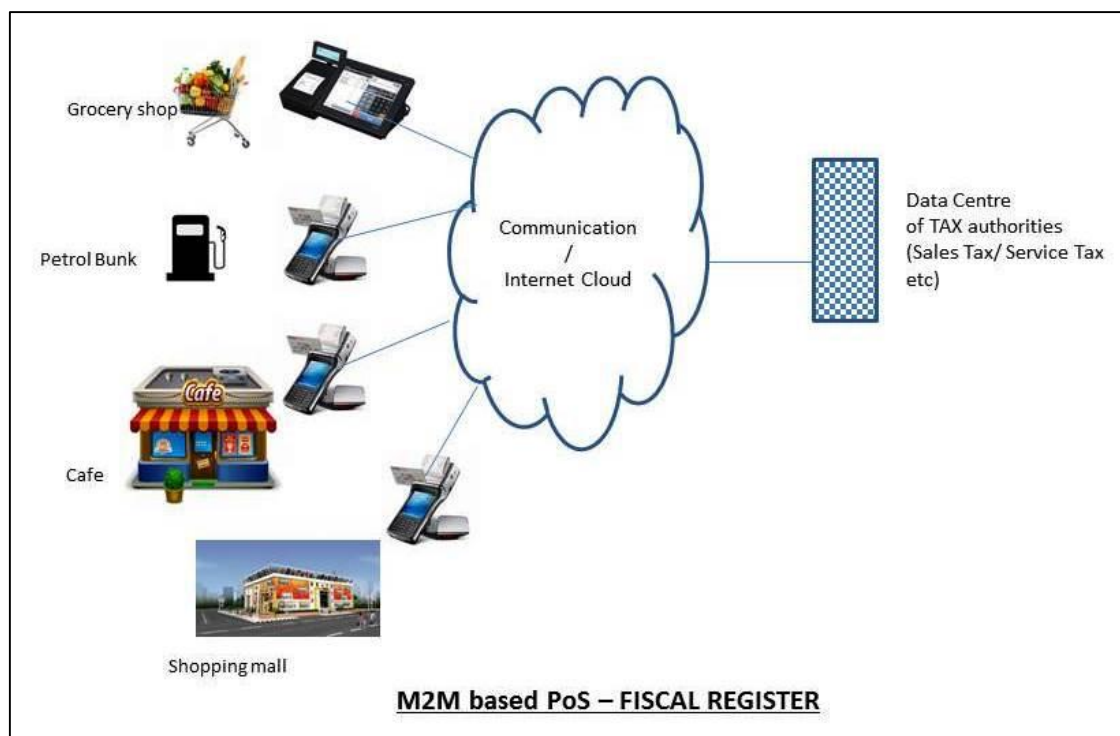 Grocery shop
Petrol Bunk
Cafe
Cafe
Shopping mall
Communication
/
Internet Cloud
Data Centre
of TAX authorities
(Sales Tax/ Service Tax
etc)
M2M based PoS – FISCAL REGISTER